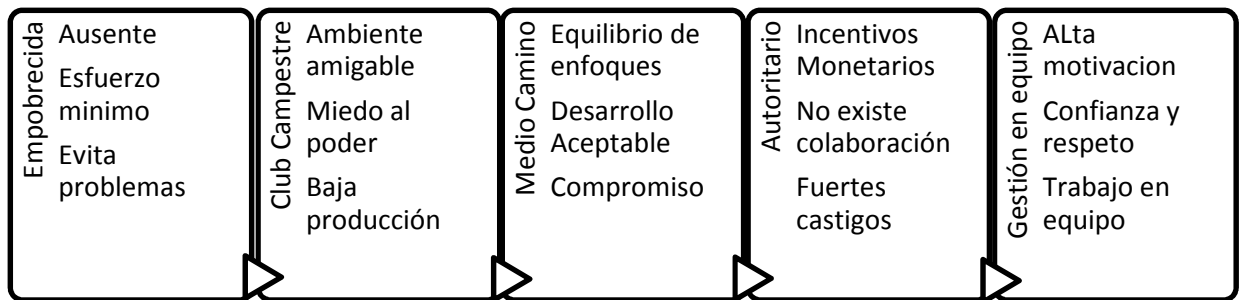 Empobrecida
Ausente
Esfuerzo
minimo
Evita
problemas
Club Campestre
Ambiente
amigable
Miedo al
poder
Baja
producción
Medio Camino
Equilibrio de
enfoques
Desarrollo
Aceptable
Compromiso
Autoritario
Incentivos
Monetarios
No existe
colaboración
Fuertes
castigos
Gestión en equipo
ALta
motivacion
Confianza y
respeto
Trabajo en
equipo